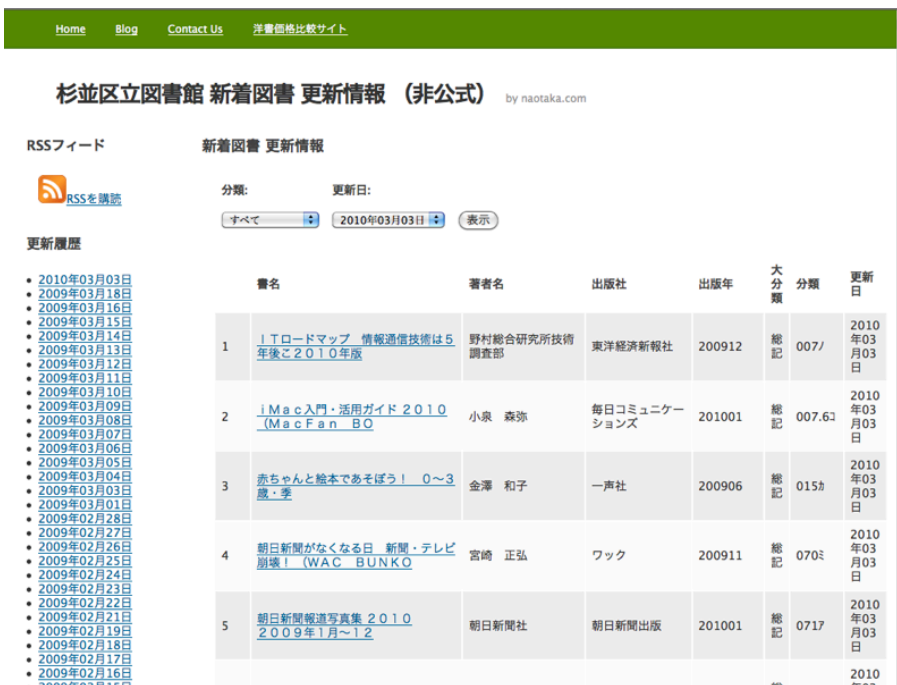 Home Blog Contact Us 洋書価格比較サイト
杉並区立図書館 新着図書 更新情報 （非公式） by naotaka.com
RSSフィード
RSSを購読
更新履歴
2010年03月03日
2009年03月18日
2009年03月16日
2009年03月15日
2009年03月14日
2009年03月13日
2009年03月12日
2009年03月11日
2009年03月10日
2009年03月09日
2009年03月08日
2009年03月07日
2009年03月06日
2009年03月05日
2009年03月04日
2009年03月03日
2009年03月01日
2009年02月28日
2009年02月27日
2009年02月26日
2009年02月25日
2009年02月24日
2009年02月23日
2009年02月22日
2009年02月21日
2009年02月19日
2009年02月18日
2009年02月17日
2009年02月16日
新着図書 更新情報
分類: 更新日:
すべて 2010年03月03日 表示
書名 著者名 出版社 出版年 大分類 分類 更新日
1 ＩＴロードマップ　情報通信技術は５年後こ２０１０年版 野村総合研究所技術調査部 東洋経済新報社 200912 総記 007ﾉ 2010年03月03日
2 ｉＭａｃ入門・活用ガイド ２０１０（ＭａｃＦａｎ　ＢＯ 小泉　森弥 毎日コミュニケーションズ 201001 総記 007.6ｺ 2010年03月03日
3 赤ちゃんと絵本であそぼう！　０～３歳・季 金澤　和子 一声社 200906 総記 015ｶ 2010年03月03日
4 朝日新聞がなくなる日　新聞・テレビ崩壊！（ＷＡＣ　ＢＵＮＫＯ 宮崎　正弘 ワック 200911 総記 070ﾐ 2010年03月03日
5 朝日新聞報道写真集 ２０１０　２００９年１月～１２ 朝日新聞社 朝日新聞出版 201001 総記 071ｱ 2010年03月03日
2010